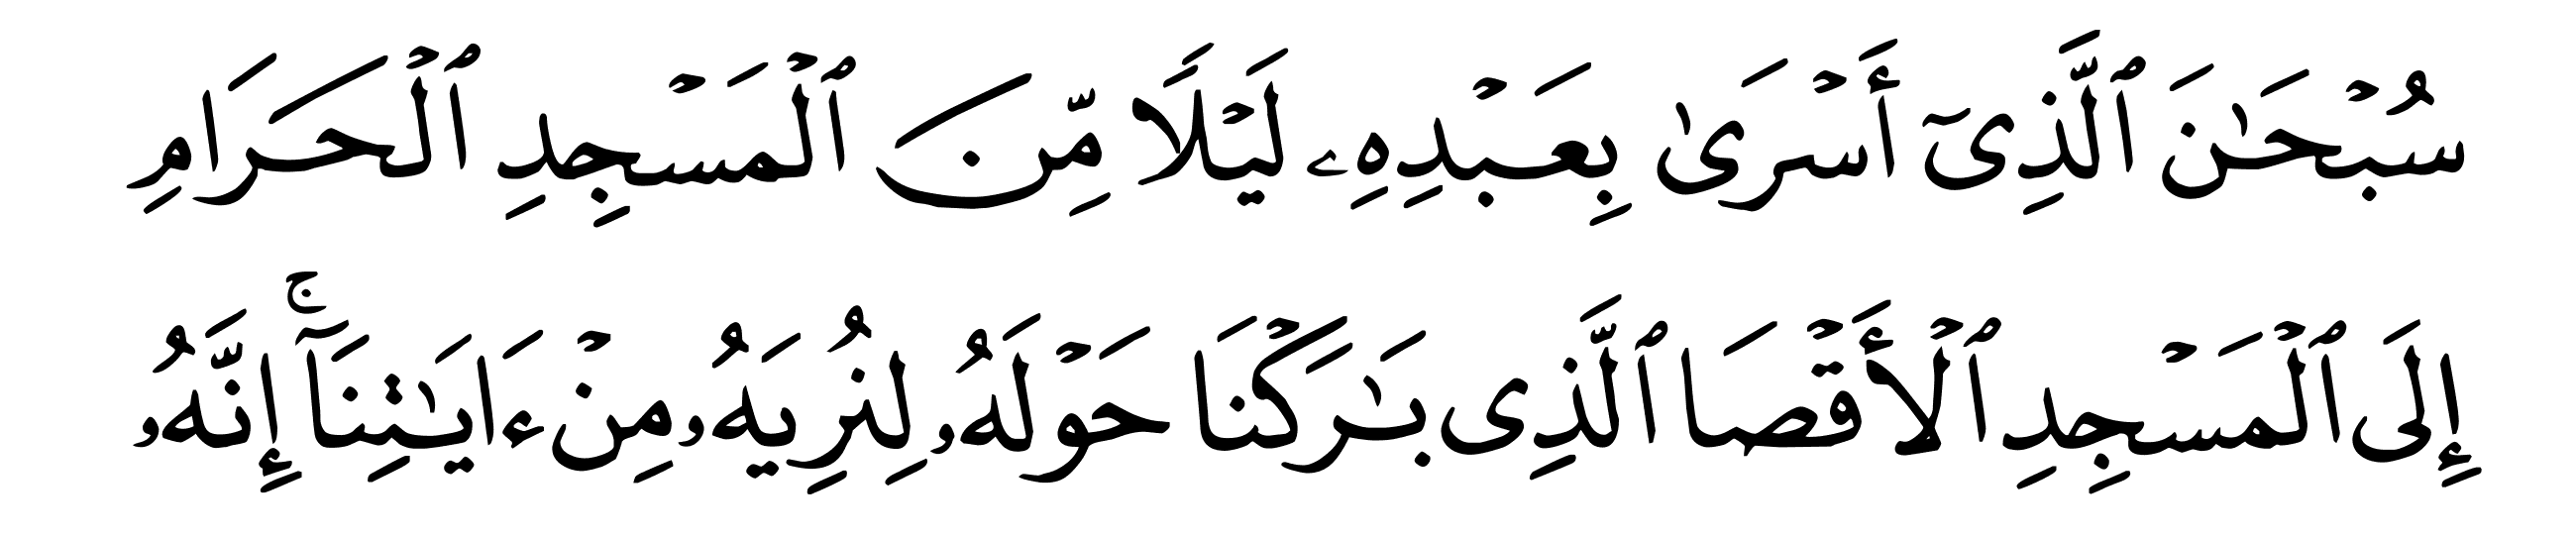 سُبْحَٰنَ ٱلَّذِىٓ أَسْرَىٰ بِعَبْدِهِۦ لَيْلًا مِّنَ ٱلْمَسْجِدِ ٱلْحَرَامِ
إِلَى ٱلْمَسْجِدِ ٱلْأَقْصَا ٱلَّذِى بَٰرَكْنَا حَوْلَهُۥ لِنُرِيَهُۥ مِنْ ءَايَٰتِنَآ ۚ إِنَّهُۥ